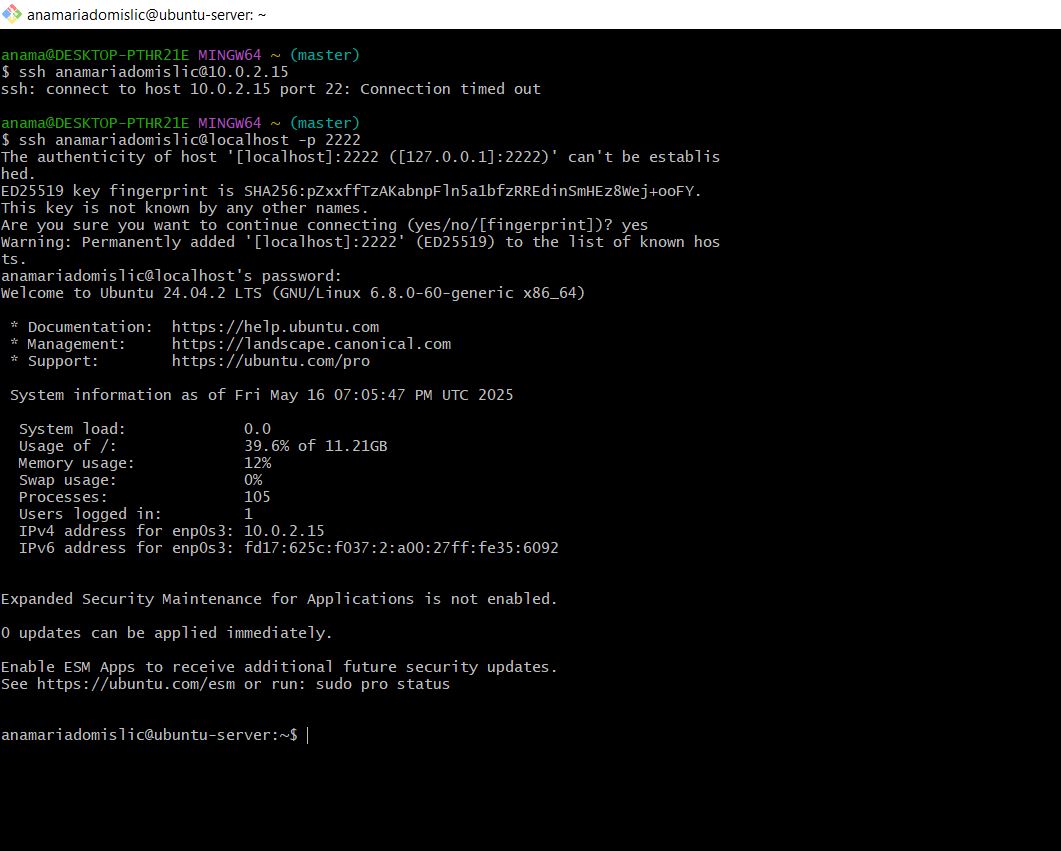 anamariadomislic@ubuntu-server: ~
anama@DESKTOP-PTHR21E MINGW64 ~ (master)
$ ssh anamariadomislic@10.0.2.15
ssh: connect to host 10.0.2.15 port 22: Connection timed out
anama@DESKTOP-PTHR21E MINGW64 ~ (master)
$ ssh anamariadomislic@localhost -p 2222
The authenticity of host '[localhost]:2222 ([127.0.0.1]:2222)' can't be establis
hed.
ED25519 key fingerprint is SHA256:pZxxffTzAKabnpFln5a1bfzRREdinSmHEz8Wej+ooFY.
This key is not known by any other names.
Are you sure you want to continue connecting (yes/no/[fingerprint])? yes
Warning: Permanently added '[localhost]:2222' (ED25519) to the list of known hos
ts.
anamariadomislic@localhost's password:
Welcome to Ubuntu 24.04.2 LTS (GNU/Linux 6.8.0-60-generic x86_64)
* Documentation:  https://help.ubuntu.com
* Management:     https://landscape.canonical.com
* Support:        https://ubuntu.com/pro
System information as of Fri May 16 07:05:47 PM UTC 2025
System load:             0.0
Usage of /:              39.6% of 11.21GB
Memory usage:            12%
Swap usage:              0%
Processes:               105
Users logged in:         1
IPv4 address for enp0s3: 10.0.2.15
IPv6 address for enp0s3: fd17:625c:f037:2:a00:27ff:fe35:6092
Expanded Security Maintenance for Applications is not enabled.
0 updates can be applied immediately.
Enable ESM Apps to receive additional future security updates.
See https://ubuntu.com/esm or run: sudo pro status
anamariadomislic@ubuntu-server:~$